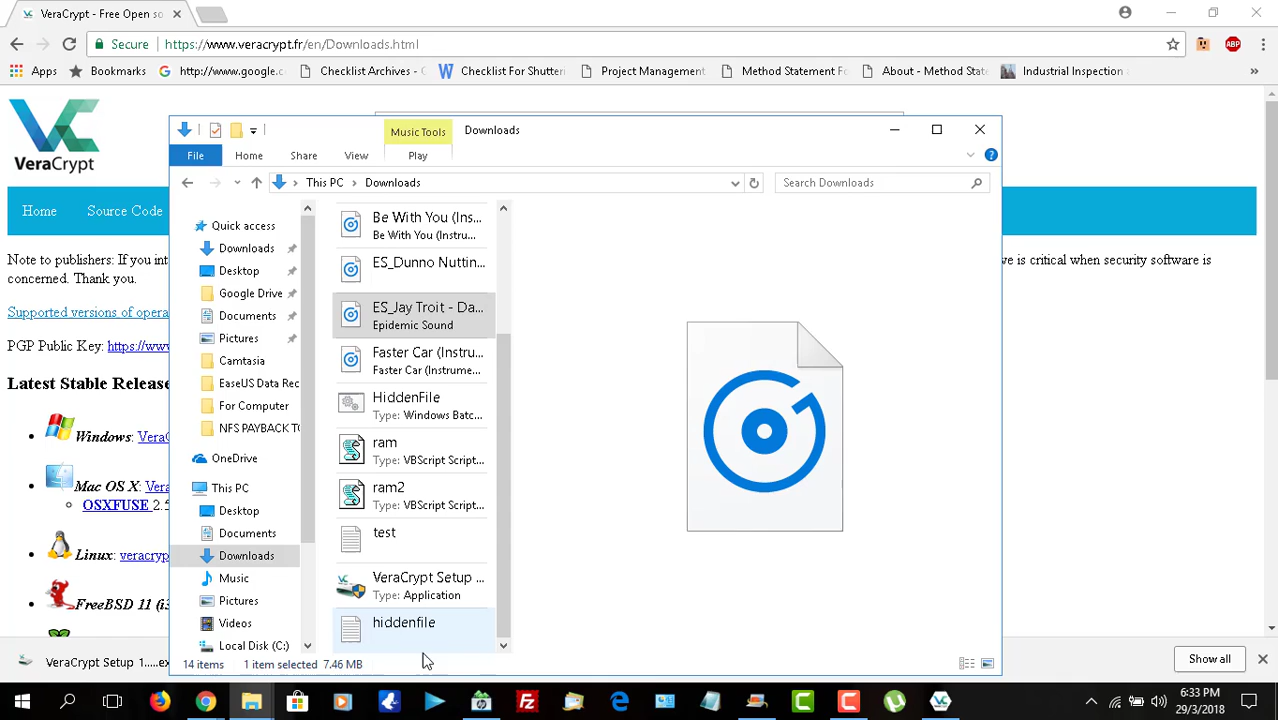 VeraCrypt - Free Open so
Secure https://www.veracrypt.fr/en/Downloads.html
ABP
Apps Bookmarks http://www.google.c Checklist Archives - C Checklist For Shutter Project Management Method Statement Fo About - Method State Industrial Inspection a »
VC
VeraCrypt
Home Source Code
Note to publishers: If you int
concerned. Thank you.
ve is critical when security software is
Supported versions of opera
PGP Public Key: https://www
Latest Stable Release
Windows: VeraC
Mac OS X: Vera
OSXFUSE 2.5
Linux: veracryp
FreeBSD 11 (i3
Music Tools Downloads
File Home Share View Play
This PC > Downloads Search Downloads
Quick access
Downloads
Desktop
Google Drive
Documents
Pictures
Camtasia
EaseUS Data Rec
For Computer
NFS PAYBACK TO
OneDrive
This PC
Desktop
Documents
Downloads
Music
Pictures
Videos
Local Disk (C:)
Be With You (Ins...
Be With You (Instru...
ES_Dunno Nuttin...
ES_Jay Troit - Da...
Epidemic Sound
Faster Car (Instru...
Faster Car (Instrume...
HiddenFile
Type: Windows Batc...
ram
Type: VBScript Script...
ram2
Type: VBScript Script...
test
VeraCrypt Setup ...
Type: Application
hiddenfile
14 items 1 item selected 7.46 MB
VeraCrypt Setup 1....ex
Show all
6:33 PM
29/3/2018